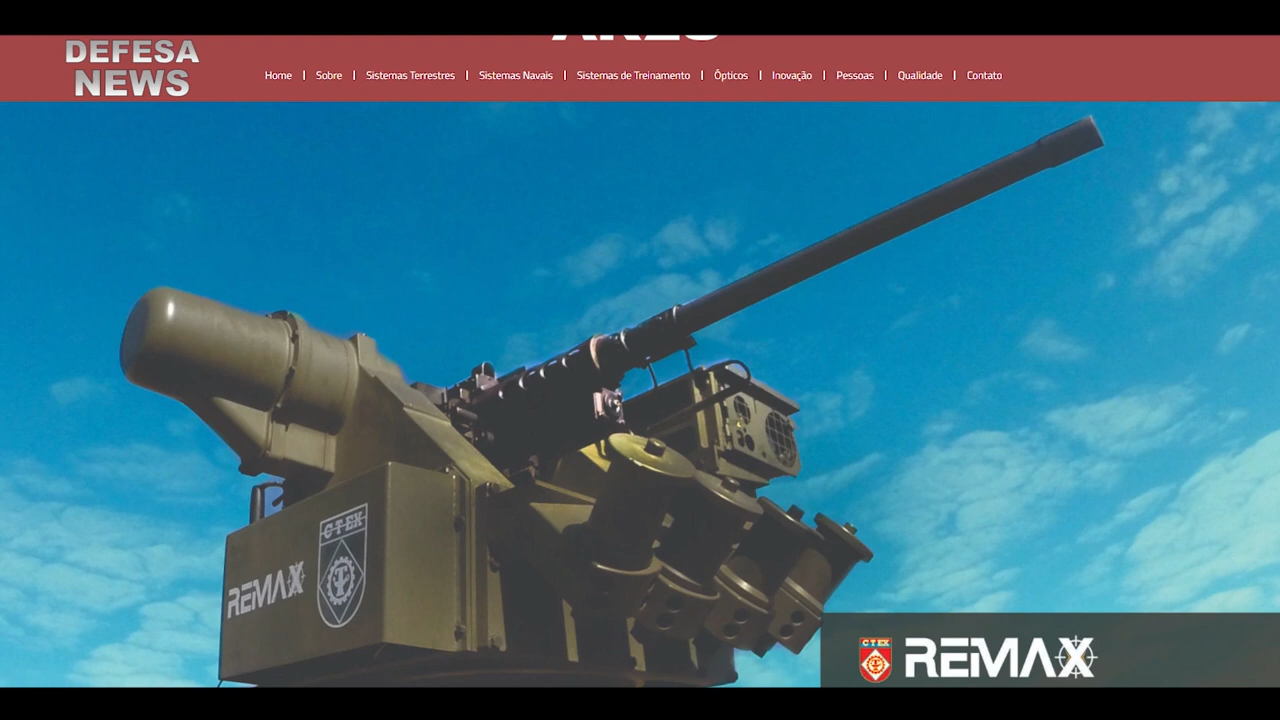 DEFESA
NEWS
Home | Sobre | Sistemas Terrestres | Sistemas Navais | Sistemas de Treinamento | Ópticos | Inovação | Pessoas | Qualidade | Contato
REMAX
CTEX
CTEX
REMAX